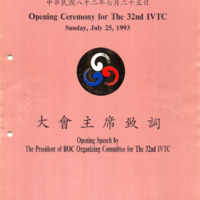 中華民國八十二年七月二十五日
Opening Ceremony for The 32nd IVTC
Sunday, July 25, 1993
大會主席致詞
Opening Speech by
The President of ROC Organizing Committee for The 32nd IVTC